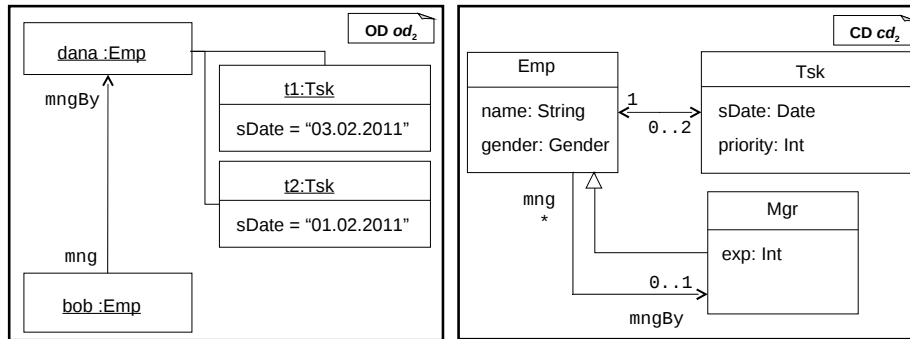 OD od2
dana :Emp
mngBy
t1:Tsk
sDate = “03.02.2011”
t2:Tsk
sDate = “01.02.2011”
mng
bob :Emp
CD cd2
Emp
name: String
gender: Gender
1
0..2
Tsk
sDate: Date
priority: Int
mng
*
Mgr
exp: Int
0..1
mngBy